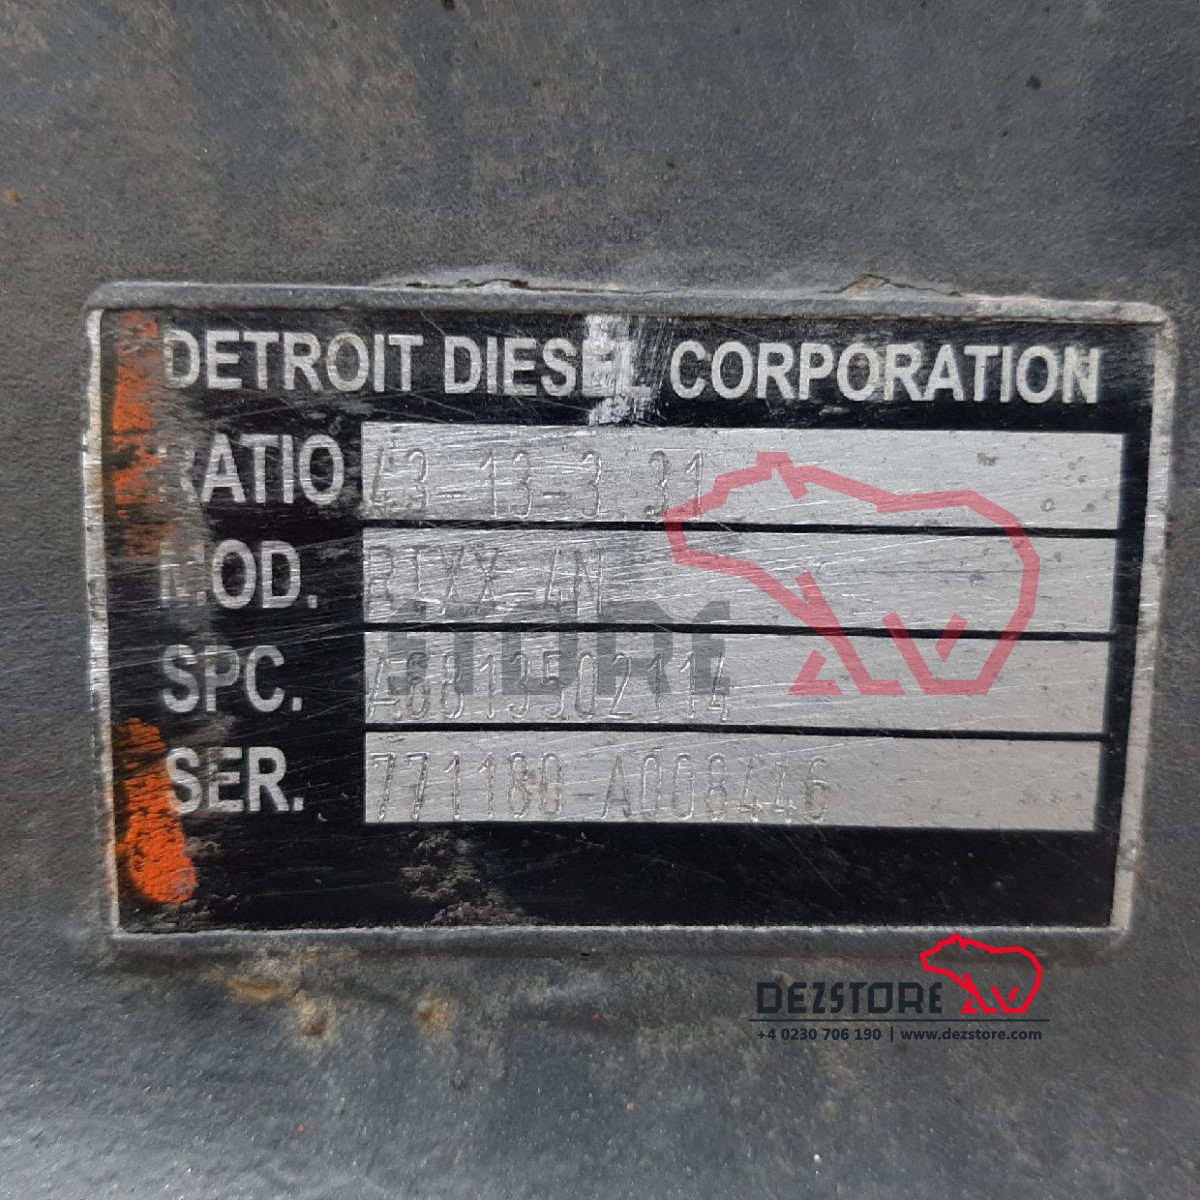 DETROIT DIESEL CORPORATION
RATIO 43-13-3.31
MOD.
SPC. A6813502114
SER. 771180-A008446
DEZSTORE
+4 0230 706 190 | www.dezstore.com